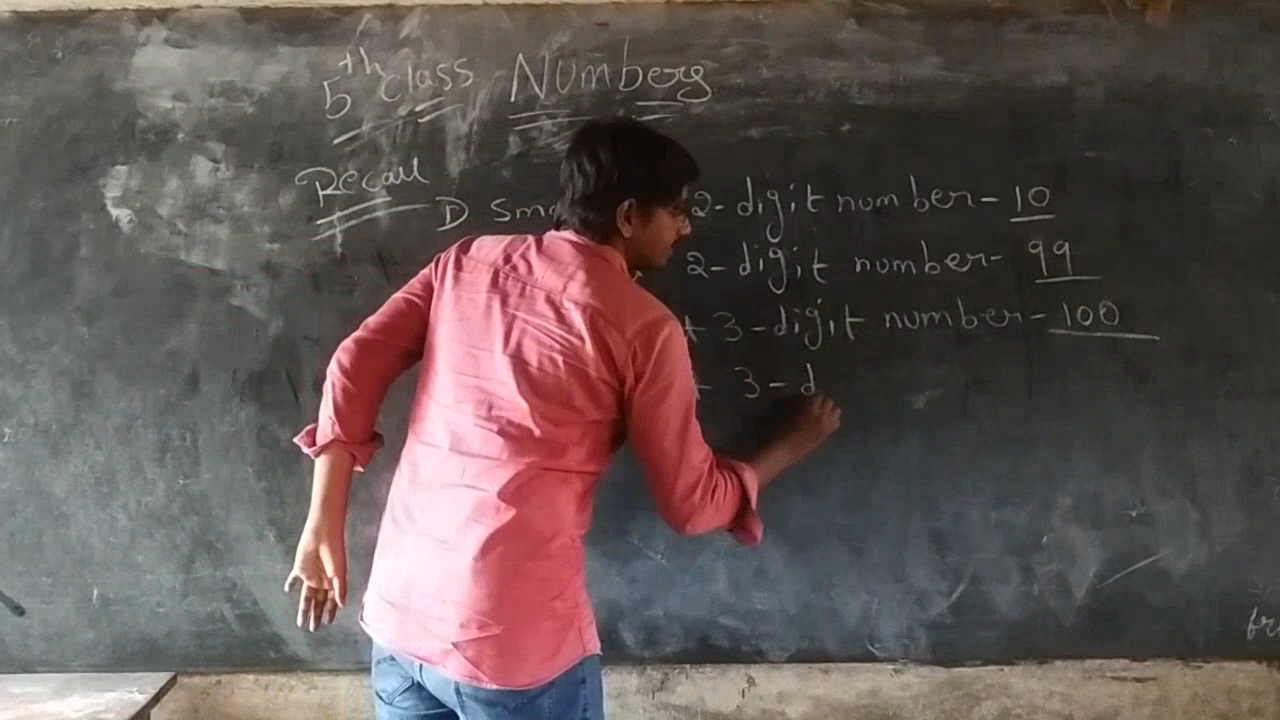 5th class Numbers
Recall
1) Sma 2-digit number-10
2-digit number-99
t 3-digit number-100
3-d
fr